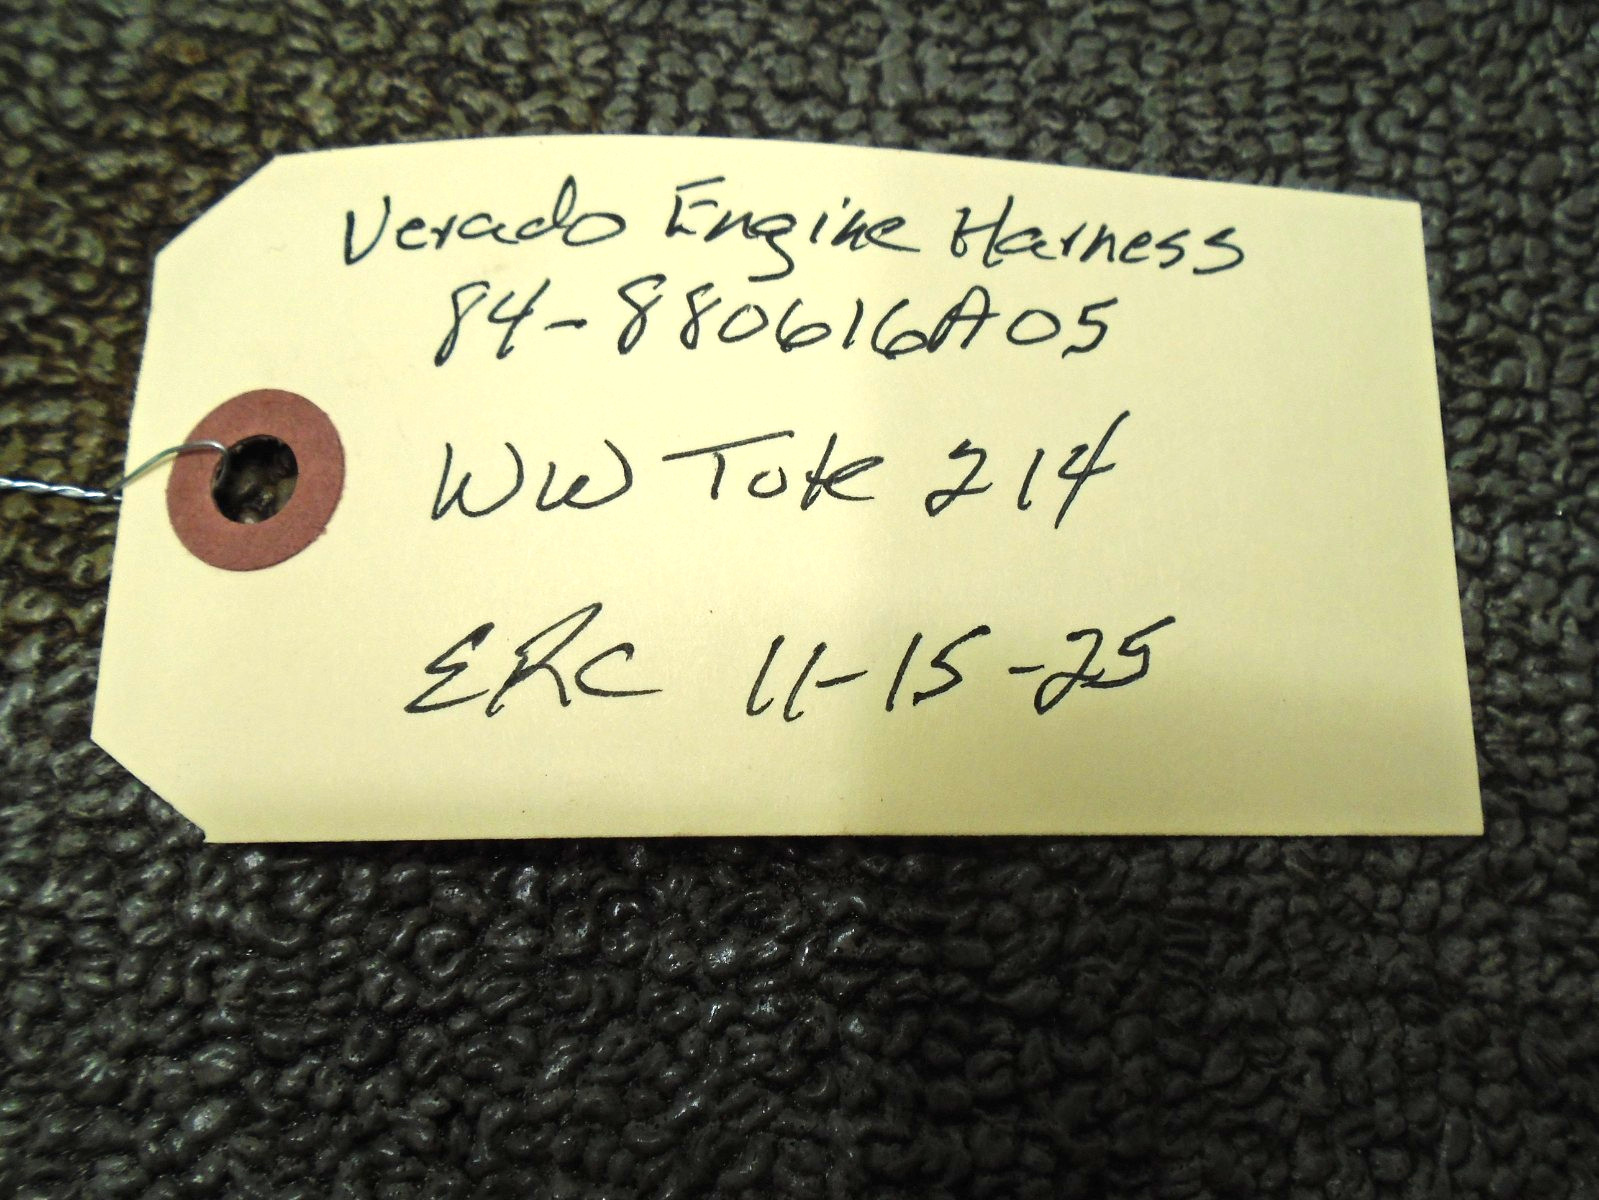 Verado Engine Harness
84-880616A05
WW Tote 214
ERC 11-15-25